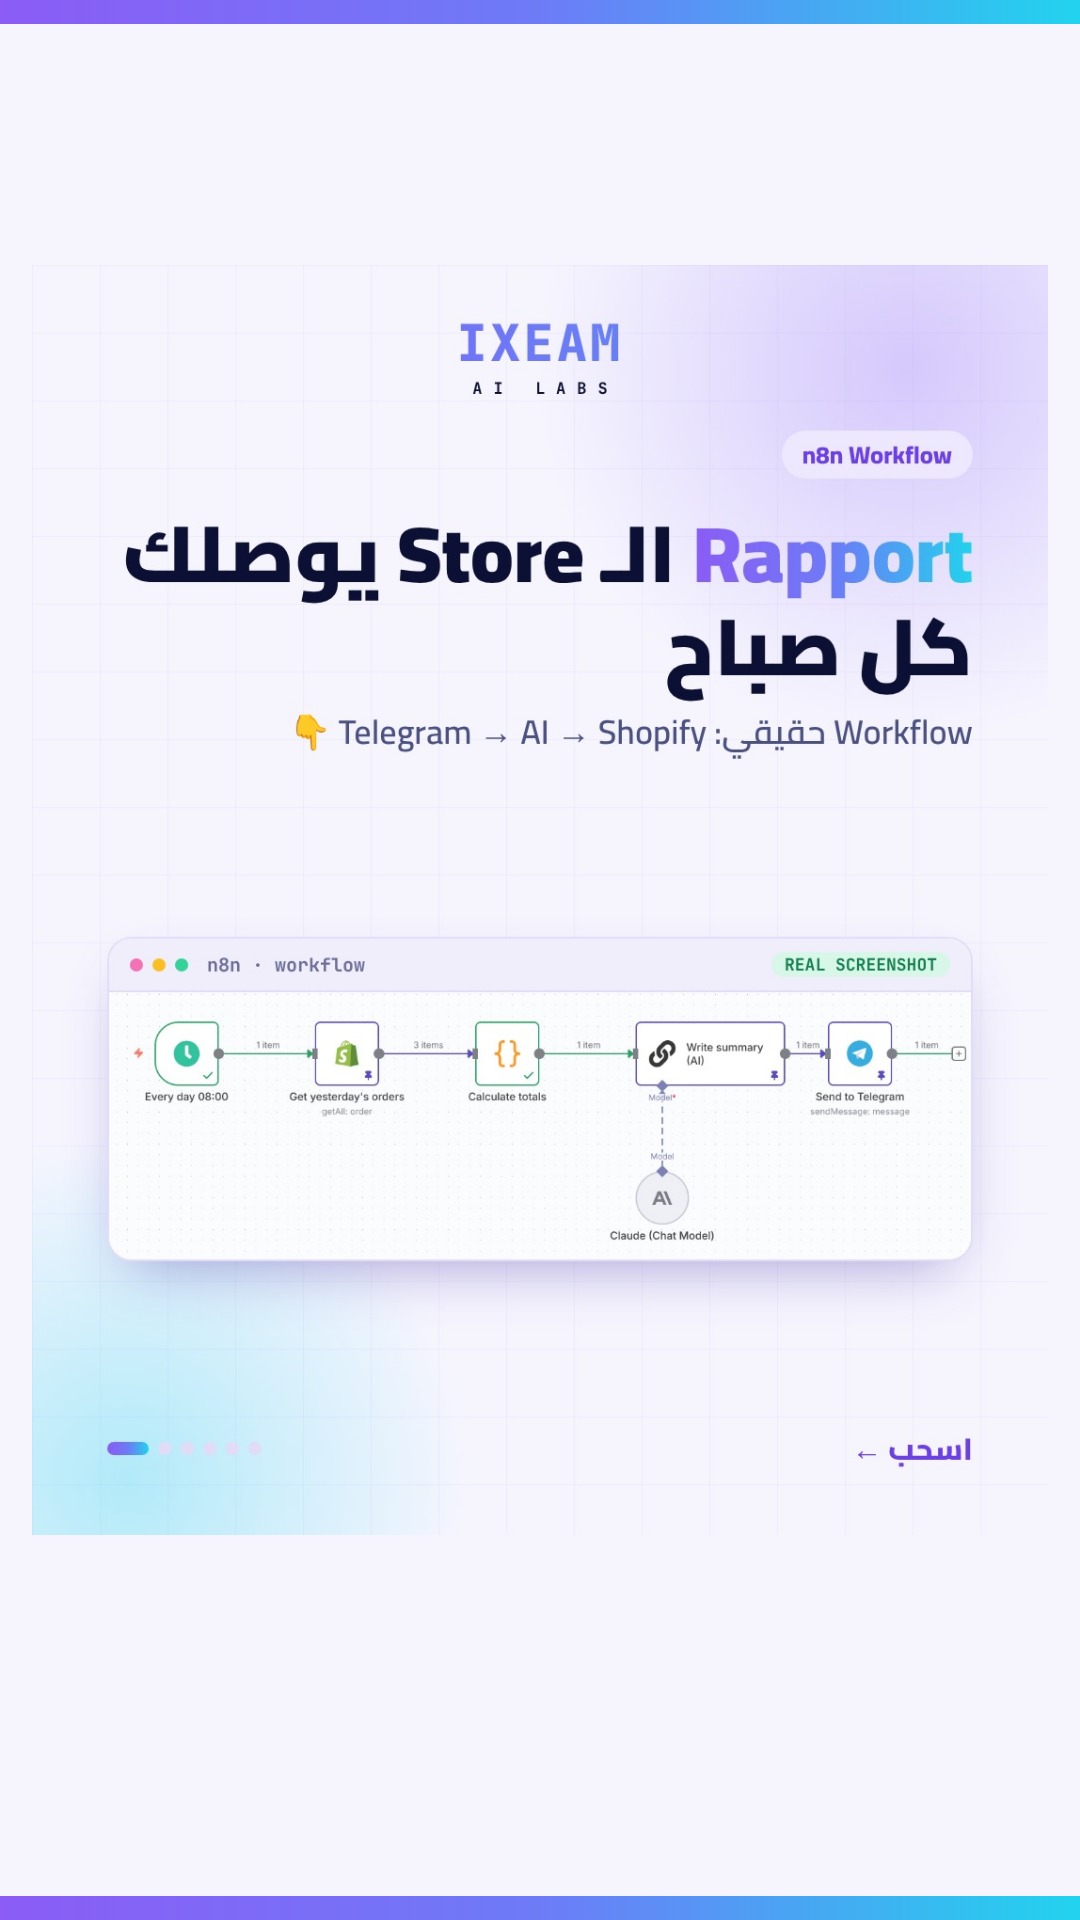 IXEAM
AI LABS
n8n Workflow
Rapport الـ Store يوصلك
كل صباح
Workflow حقيقي: Telegram → AI → Shopify 👇
n8n · workflow
REAL SCREENSHOT
1 item
3 items
1 item
1 item
1 item
Write summary
(AI)
Every day 08:00
Get yesterday's orders
getAll: order
Calculate totals
Model*
Send to Telegram
sendMessage: message
Model
Claude (Chat Model)
اسحب ←